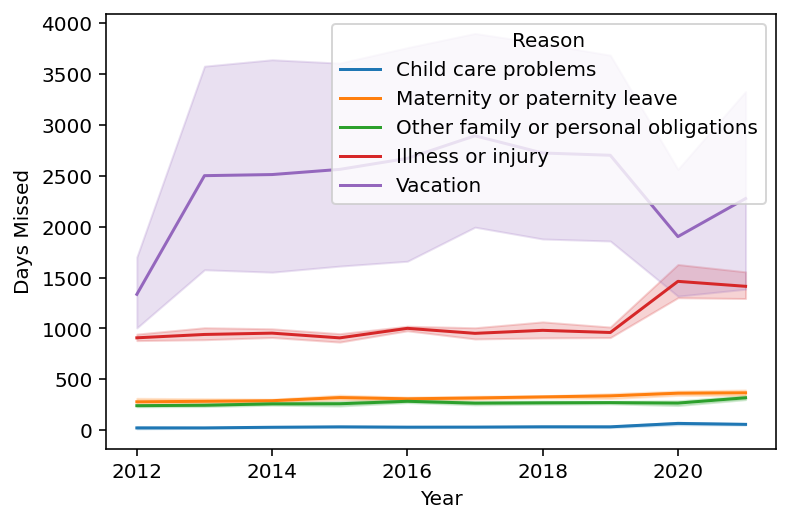 4000
3500
3000
2500
2000
1500
1000
500
0
Days Missed
Reason
Child care problems
Maternity or paternity leave
Other family or personal obligations
Illness or injury
Vacation
2012
2014
2016
2018
2020
Year